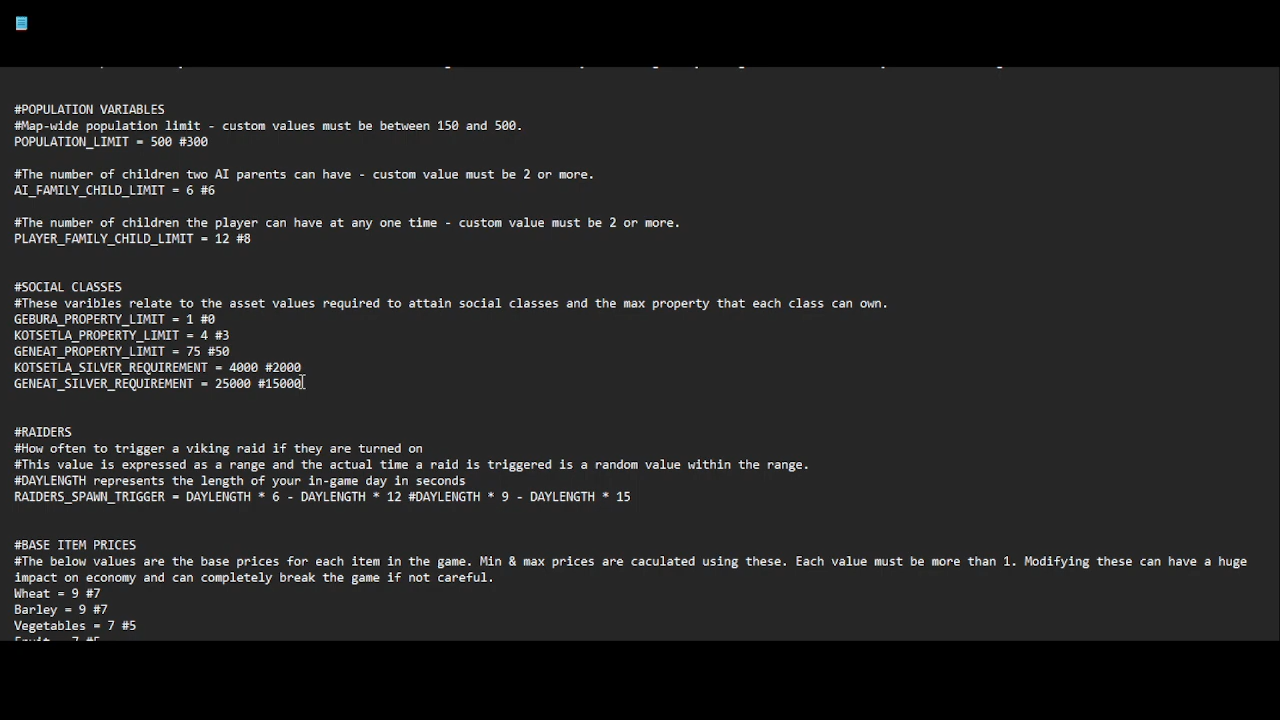 #POPULATION VARIABLES
#Map-wide population limit - custom values must be between 150 and 500.
POPULATION_LIMIT = 500 #300
#The number of children two AI parents can have - custom value must be 2 or more.
AI_FAMILY_CHILD_LIMIT = 6 #6
#The number of children the player can have at any one time - custom value must be 2 or more.
PLAYER_FAMILY_CHILD_LIMIT = 12 #8
#SOCIAL CLASSES
#These varibles relate to the asset values required to attain social classes and the max property that each class can own.
GEBURA_PROPERTY_LIMIT = 1 #0
KOTSETLA_PROPERTY_LIMIT = 4 #3
GENEAT_PROPERTY_LIMIT = 75 #50
KOTSETLA_SILVER_REQUIREMENT = 4000 #2000
GENEAT_SILVER_REQUIREMENT = 25000 #15000
#RAIDERS
#How often to trigger a viking raid if they are turned on
#This value is expressed as a range and the actual time a raid is triggered is a random value within the range.
#DAYLENGTH represents the length of your in-game day in seconds
RAIDERS_SPAWN_TRIGGER = DAYLENGTH * 6 - DAYLENGTH * 12 #DAYLENGTH * 9 - DAYLENGTH * 15
#BASE ITEM PRICES
#The below values are the base prices for each item in the game. Min & max prices are caculated using these. Each value must be more than 1. Modifying these can have a huge
impact on economy and can completely break the game if not careful.
Wheat = 9 #7
Barley = 9 #7
Vegetables = 7 #5
Fruit = 7 #5